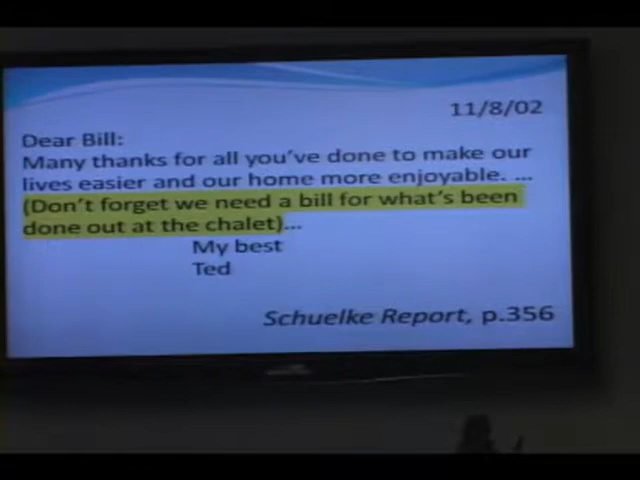 11/8/02
Dear Bill:
Many thanks for all you've done to make our
lives easier and our home more enjoyable. ...
(Don't forget we need a bill for what's been
done out at the chalet)...
My best
Ted
Schuelke Report, p.356